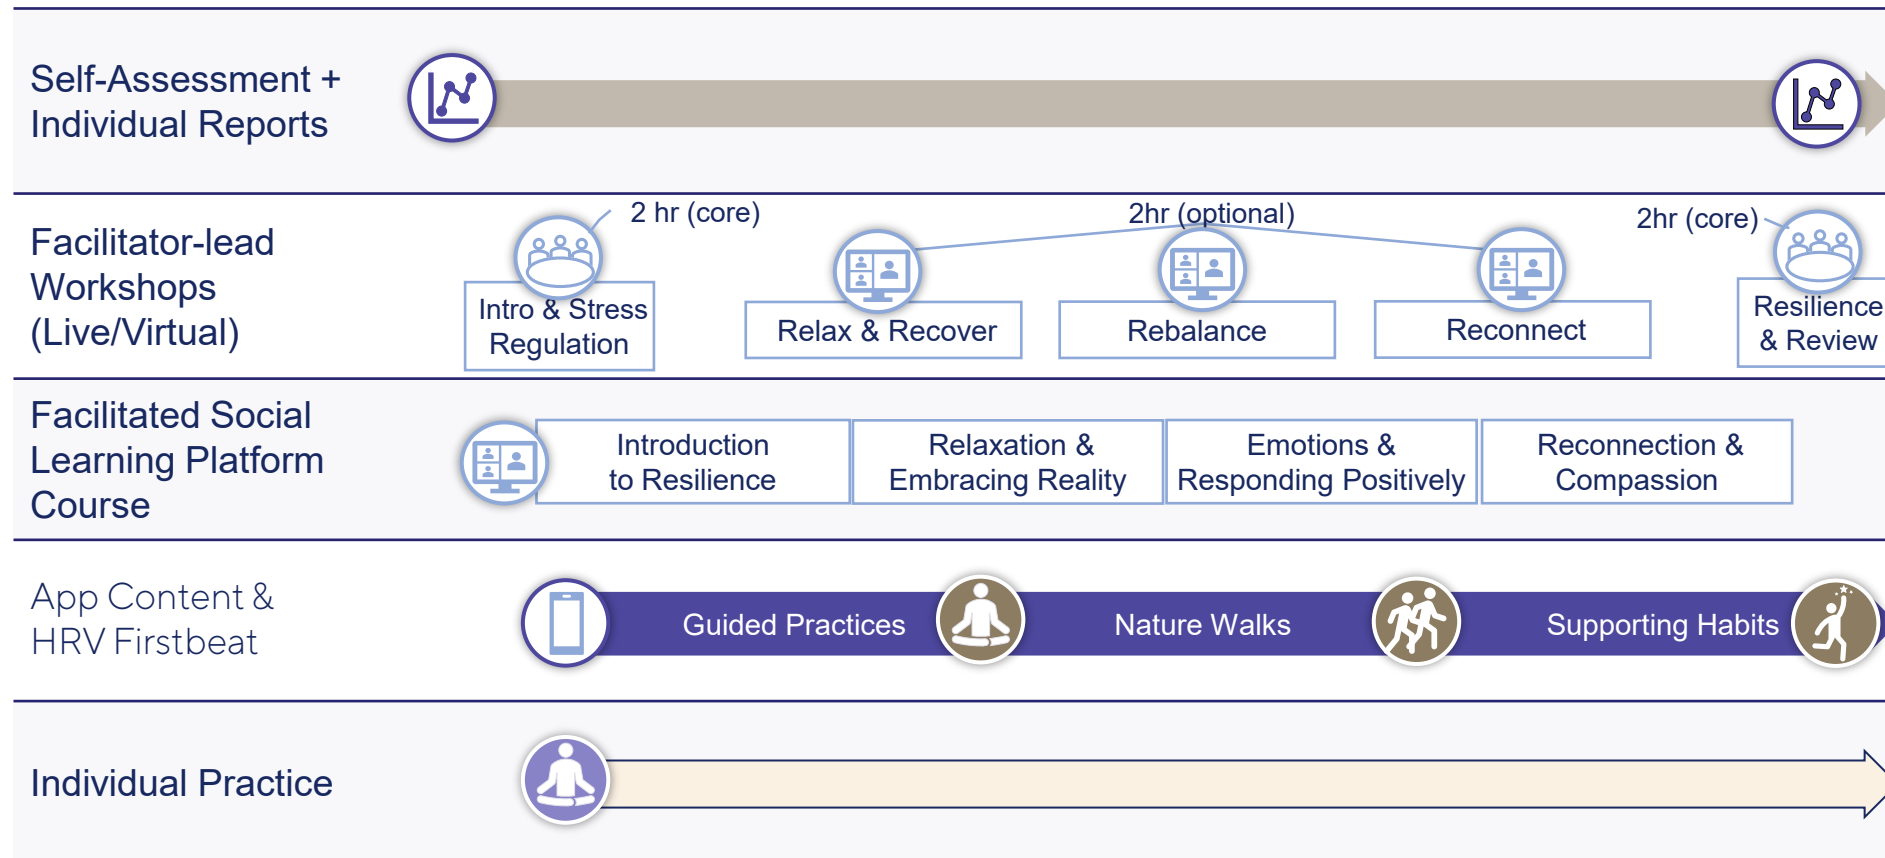 Self-Assessment +
Individual Reports
Facilitator-lead
Workshops
(Live/Virtual)
2 hr (core)
2hr (optional)
2hr (core)
Intro & Stress
Regulation
Relax & Recover
Rebalance
Reconnect
Resilience
& Review
Facilitated Social
Learning Platform
Course
Introduction
to Resilience
Relaxation &
Embracing Reality
Emotions &
Responding Positively
Reconnection &
Compassion
App Content &
HRV Firstbeat
Guided Practices
Nature Walks
Supporting Habits
Individual Practice